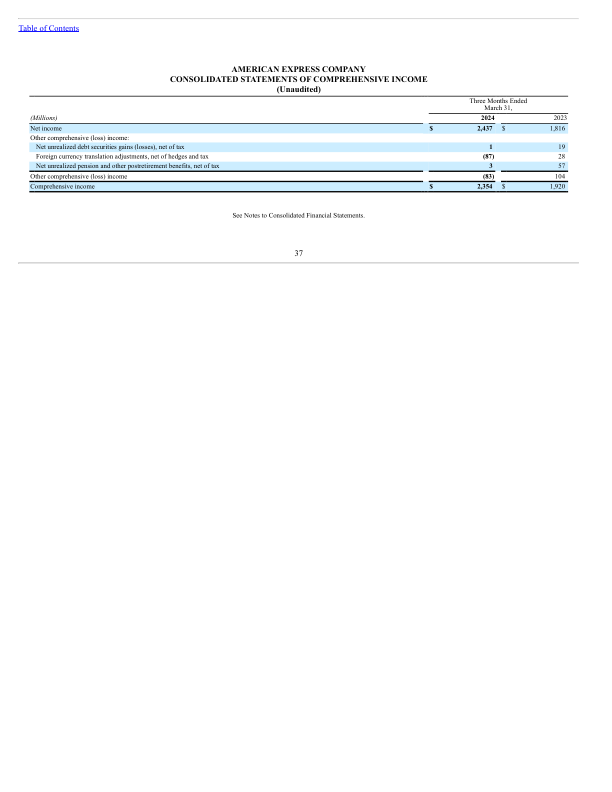 Table of Contents
AMERICAN EXPRESS COMPANY
CONSOLIDATED STATEMENTS OF COMPREHENSIVE INCOME
(Unaudited)
Three Months Ended
March 31,
(Millions) 2024 2023
Net income $ 2,437 $ 1,816
Other comprehensive (loss) income:
Net unrealized debt securities gains (losses), net of tax 1 19
Foreign currency translation adjustments, net of hedges and tax (87) 28
Net unrealized pension and other postretirement benefits, net of tax 3 57
Other comprehensive (loss) income (83) 104
Comprehensive income $ 2,354 $ 1,920
See Notes to Consolidated Financial Statements.
37